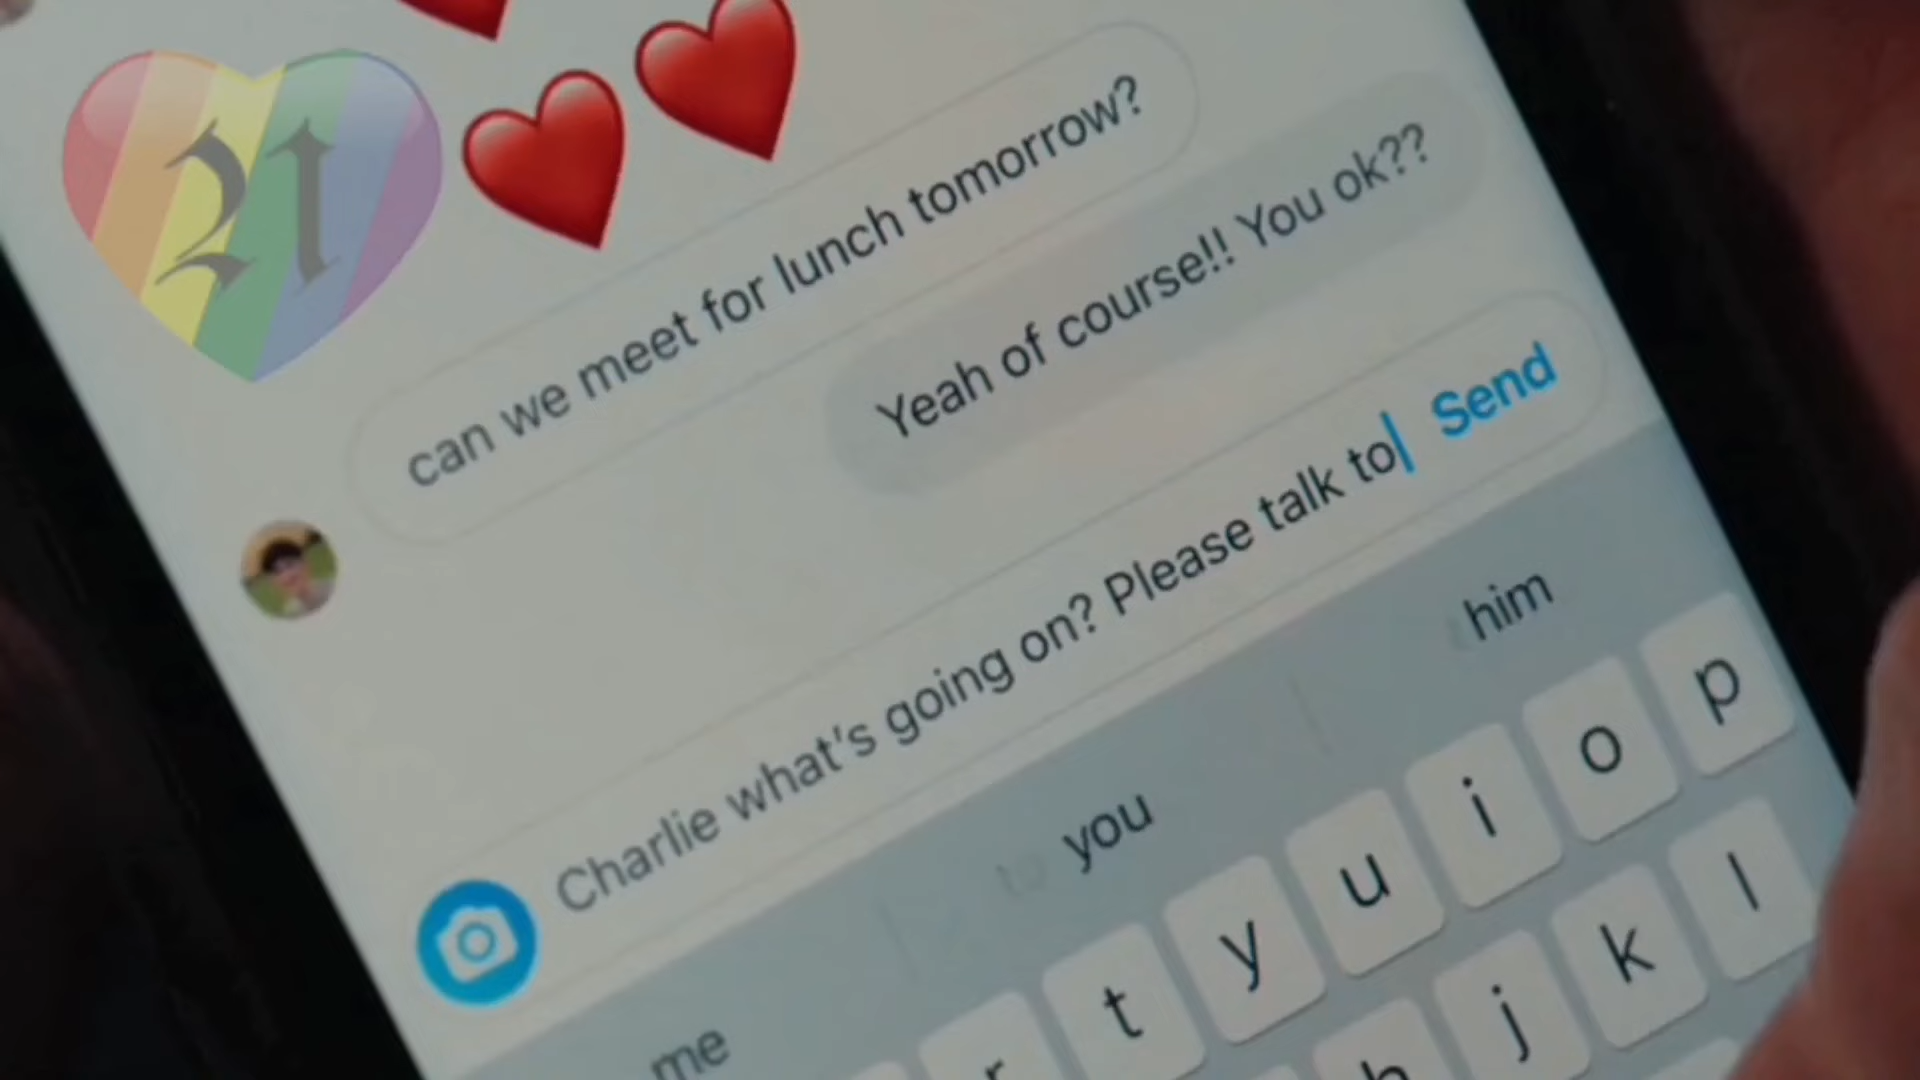 21
can we meet for lunch tomorrow?
Yeah of course!! You ok??
Charlie what's going on? Please talk to Send
me you him
r t y u i o p
h j k l